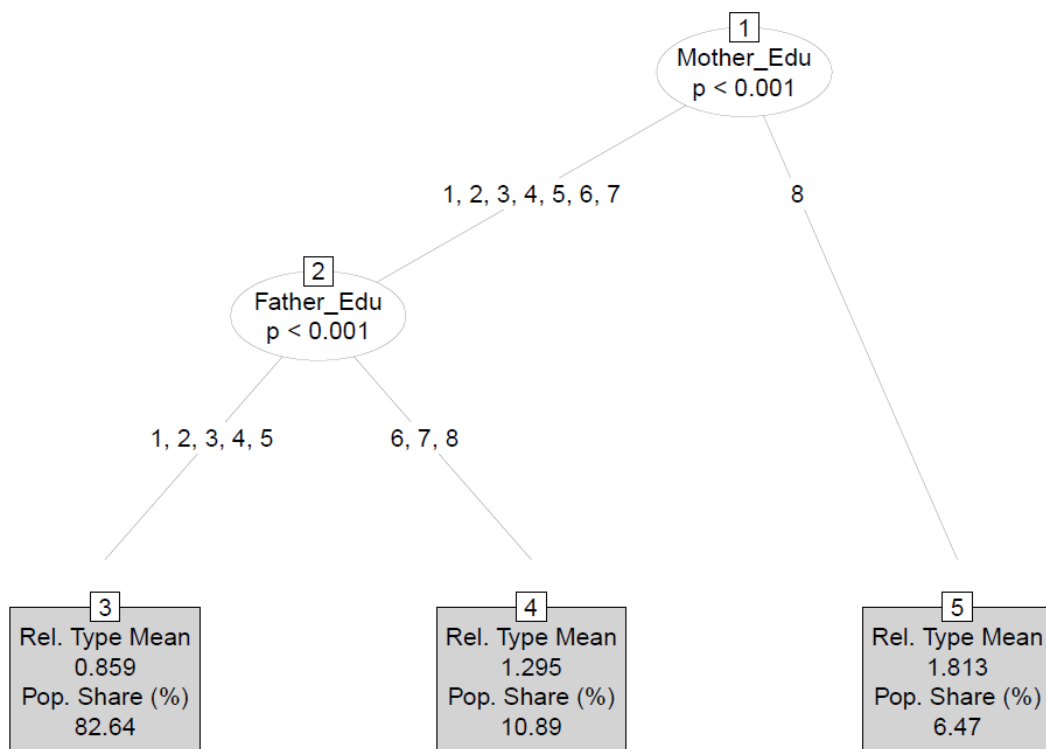 1
Mother_Edu
p < 0.001
1, 2, 3, 4, 5, 6, 7
8
2
Father_Edu
p < 0.001
1, 2, 3, 4, 5
6, 7, 8
3
Rel. Type Mean
0.859
Pop. Share (%)
82.64
4
Rel. Type Mean
1.295
Pop. Share (%)
10.89
5
Rel. Type Mean
1.813
Pop. Share (%)
6.47